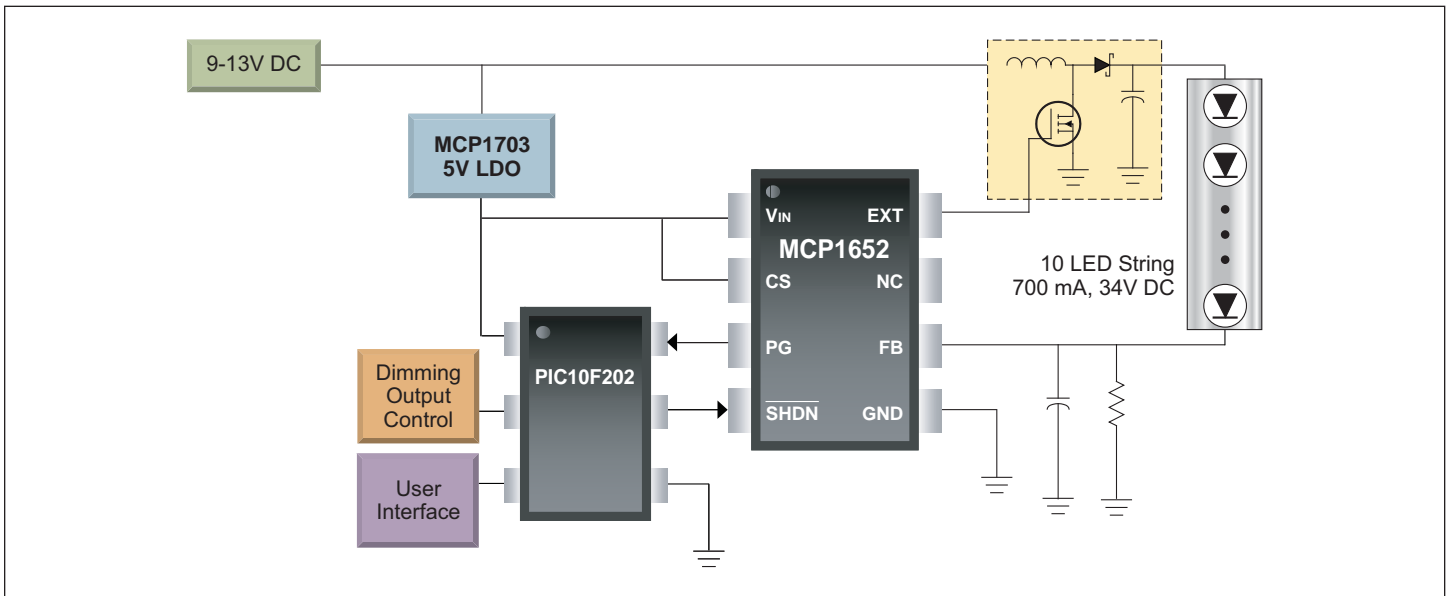 9-13V DC
MCP1703
5V LDO
VIN
EXT
MCP1652
CS
NC
PG
FB
SHDN
GND
10 LED String
700 mA, 34V DC
PIC10F202
Dimming
Output
Control
User
Interface